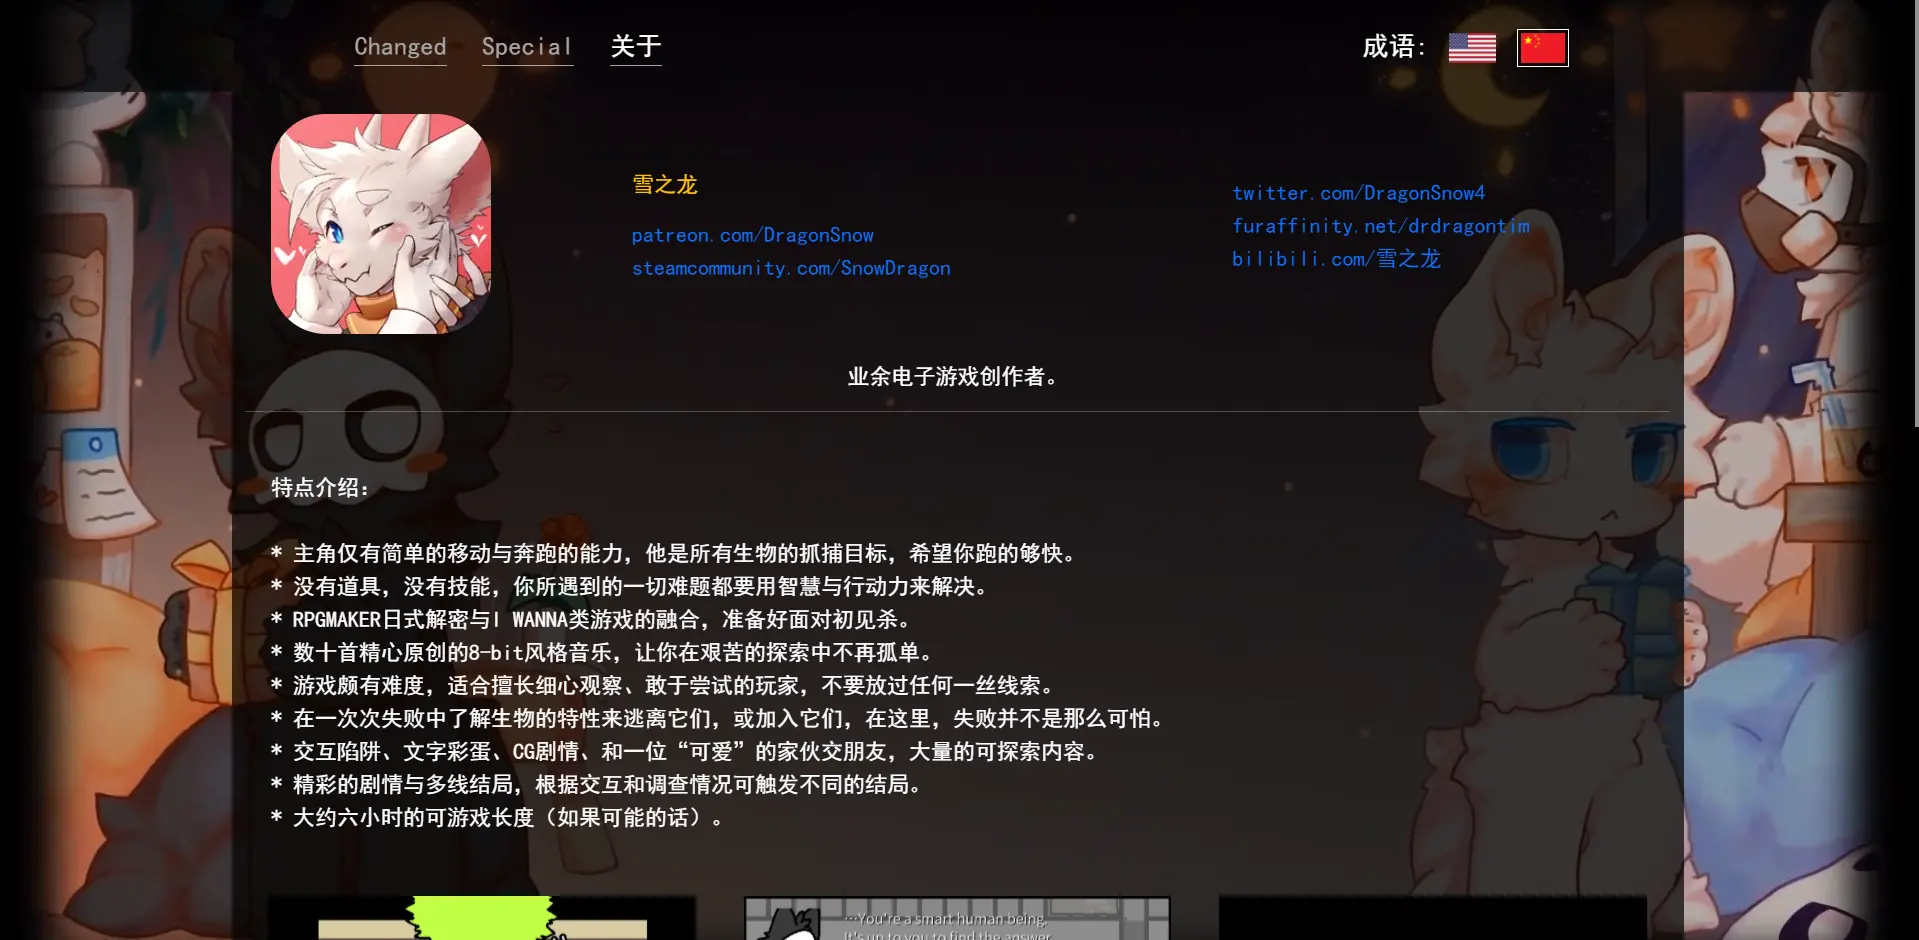 Changed Special 关于 成语:
雪之龙
patreon.com/DragonSnow
steamcommunity.com/SnowDragon
twitter.com/DragonSnow4
furaffinity.net/drdragontim
bilibili.com/雪之龙
业余电子游戏创作者。
特点介绍:
* 主角仅有简单的移动与奔跑的能力，他是所有生物的抓捕目标，希望你跑的够快。
* 没有道具，没有技能，你所遇到的一切难题都要用智慧与行动力来解决。
* RPGMAKER日式解密与I WANNA类游戏的融合，准备好面对初见杀。
* 数十首精心原创的8-bit风格音乐，让你在艰苦的探索中不再孤单。
* 游戏颇有难度，适合擅长细心观察、敢于尝试的玩家，不要放过任何一丝线索。
* 在一次次失败中了解生物的特性来逃离它们，或加入它们，在这里，失败并不是那么可怕。
* 交互陷阱、文字彩蛋、CG剧情、和一位“可爱”的家伙交朋友，大量的可探索内容。
* 精彩的剧情与多线结局，根据交互和调查情况可触发不同的结局。
* 大约六小时的可游戏长度（如果可能的话）。
…You're a smart human being.
It's up to you to find the answer